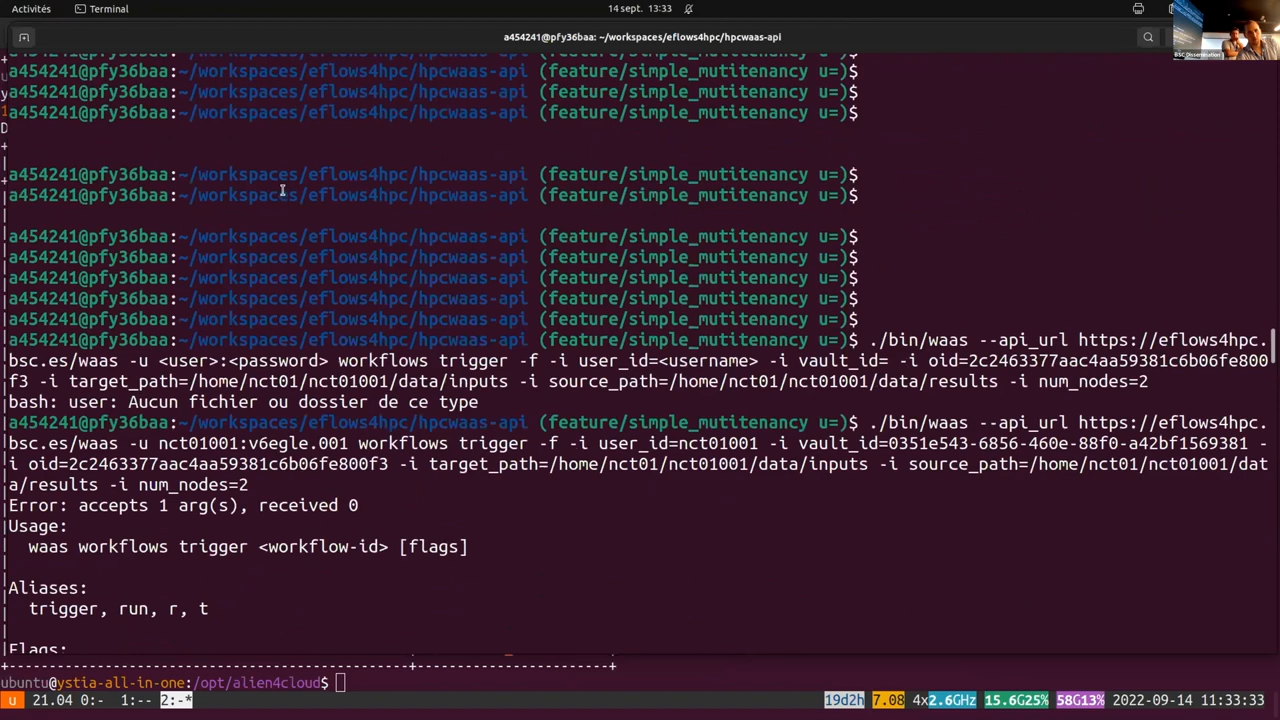 Activités Terminal 14 sept. 13:33
a454241@pfy36baa: ~/workspaces/eflows4hpc/hpcwaas-api
BSC Dissemination
a454241@pfy36baa:~/workspaces/eflows4hpc/hpcwaas-api (feature/simple_mutitenancy u=)$
a454241@pfy36baa:~/workspaces/eflows4hpc/hpcwaas-api (feature/simple_mutitenancy u=)$
a454241@pfy36baa:~/workspaces/eflows4hpc/hpcwaas-api (feature/simple_mutitenancy u=)$
a454241@pfy36baa:~/workspaces/eflows4hpc/hpcwaas-api (feature/simple_mutitenancy u=)$
a454241@pfy36baa:~/workspaces/eflows4hpc/hpcwaas-api (feature/simple_mutitenancy u=)$
a454241@pfy36baa:~/workspaces/eflows4hpc/hpcwaas-api (feature/simple_mutitenancy u=)$
a454241@pfy36baa:~/workspaces/eflows4hpc/hpcwaas-api (feature/simple_mutitenancy u=)$
a454241@pfy36baa:~/workspaces/eflows4hpc/hpcwaas-api (feature/simple_mutitenancy u=)$
a454241@pfy36baa:~/workspaces/eflows4hpc/hpcwaas-api (feature/simple_mutitenancy u=)$
a454241@pfy36baa:~/workspaces/eflows4hpc/hpcwaas-api (feature/simple_mutitenancy u=)$
a454241@pfy36baa:~/workspaces/eflows4hpc/hpcwaas-api (feature/simple_mutitenancy u=)$ ./bin/waas --api_url https://eflows4hpc.
bsc.es/waas -u <user>:<password> workflows trigger -f -i user_id=<username> -i vault_id= -i oid=2c2463377aac4aa59381c6b06fe800
f3 -i target_path=/home/nct01/nct01001/data/inputs -i source_path=/home/nct01/nct01001/data/results -i num_nodes=2
bash: user: Aucun fichier ou dossier de ce type
a454241@pfy36baa:~/workspaces/eflows4hpc/hpcwaas-api (feature/simple_mutitenancy u=)$ ./bin/waas --api_url https://eflows4hpc.
bsc.es/waas -u nct01001:v6egle.001 workflows trigger -f -i user_id=nct01001 -i vault_id=0351e543-6856-460e-88f0-a42bf1569381 -
i oid=2c2463377aac4aa59381c6b06fe800f3 -i target_path=/home/nct01/nct01001/data/inputs -i source_path=/home/nct01/nct01001/dat
a/results -i num_nodes=2
Error: accepts 1 arg(s), received 0
Usage:
waas workflows trigger <workflow-id> [flags]
Aliases:
trigger, run, r, t
Flags:
+----------------------------------------+--------------------+
ubuntu@ystia-all-in-one:/opt/alien4cloud$
u 21.04 0:- 1:-- 2:-* 19d2h 7.08 4x2.6GHz 15.6G25% 58G13% 2022-09-14 11:33:33